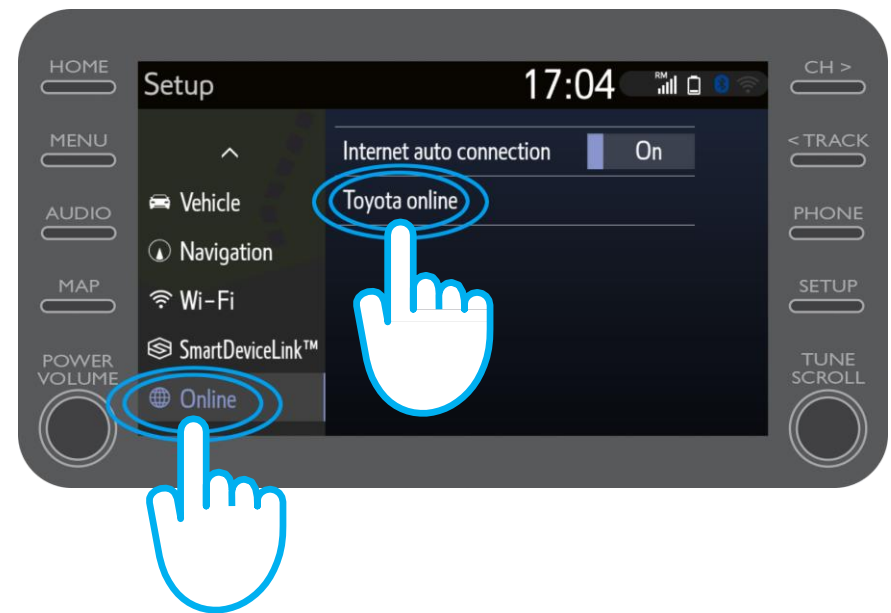 HOME
MENU
AUDIO
MAP
POWER
VOLUME
Setup
17:04
RM
Vehicle
Navigation
Wi-Fi
SmartDeviceLink™
Online
Internet auto connection
On
Toyota online
CH >
< TRACK
PHONE
SETUP
TUNE
SCROLL